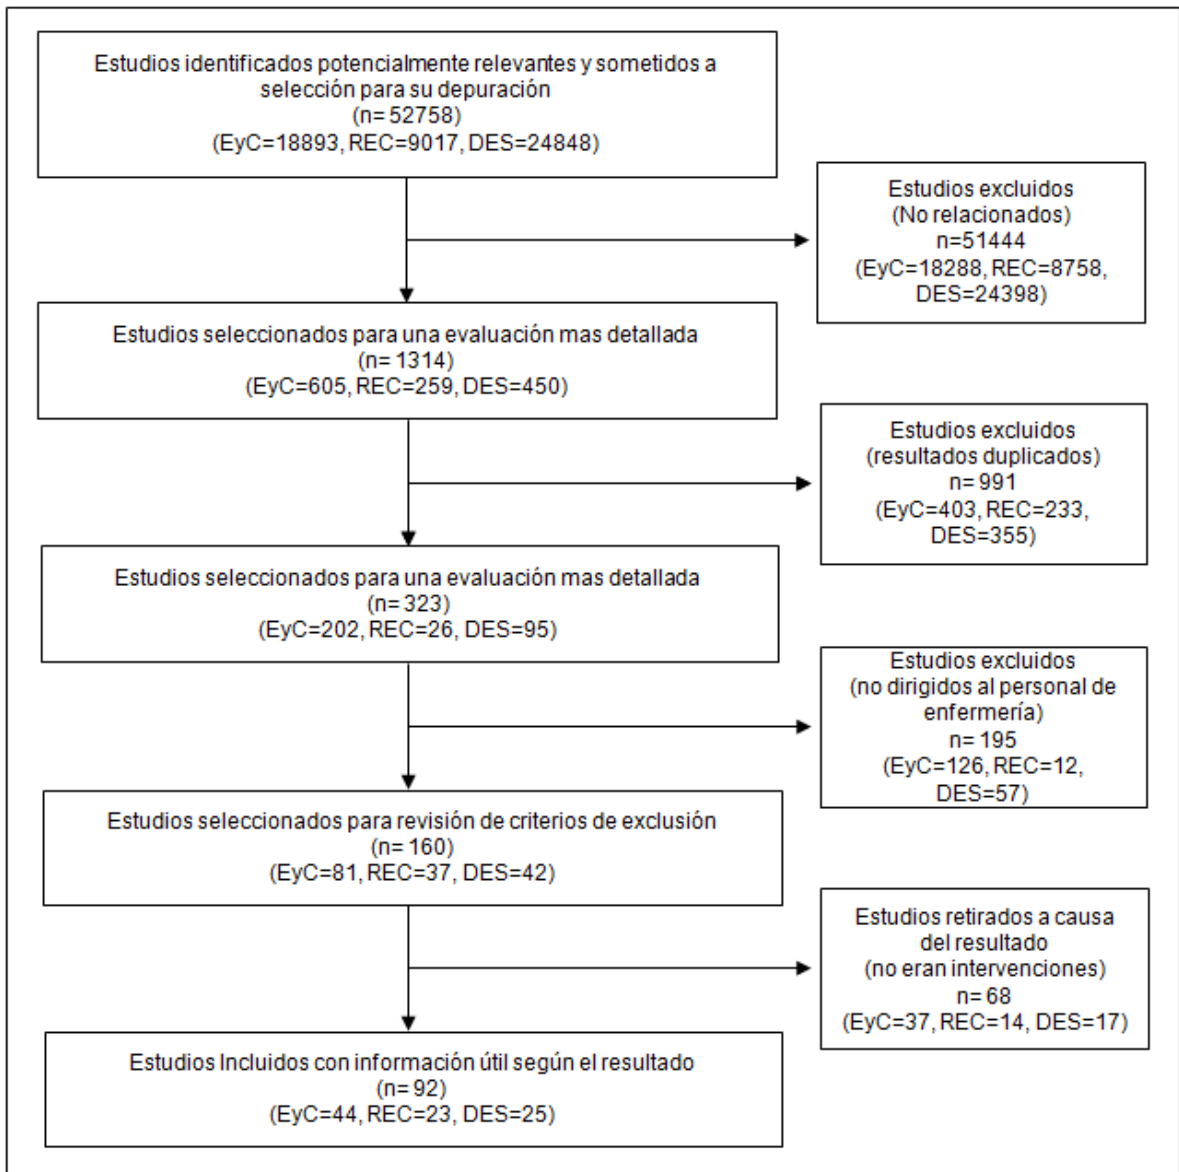 Estudios identificados potencialmente relevantes y sometidos a
selección para su depuración
(n= 52758)
(EyC=18893, REC=9017, DES=24848)
Estudios excluidos
(No relacionados)
n=51444
(EyC=18288, REC=8758,
DES=24398)
Estudios seleccionados para una evaluación mas detallada
(n= 1314)
(EyC=605, REC=259, DES=450)
Estudios excluidos
(resultados duplicados)
n= 991
(EyC=403, REC=233,
DES=355)
Estudios seleccionados para una evaluación mas detallada
(n= 323)
(EyC=202, REC=26, DES=95)
Estudios excluidos
(no dirigidos al personal de
enfermería)
n= 195
(EyC=126, REC=12,
DES=57)
Estudios seleccionados para revisión de criterios de exclusión
(n= 160)
(EyC=81, REC=37, DES=42)
Estudios retirados a causa
del resultado
(no eran intervenciones)
n= 68
(EyC=37, REC=14, DES=17)
Estudios Incluidos con información útil según el resultado
(n= 92)
(EyC=44, REC=23, DES=25)